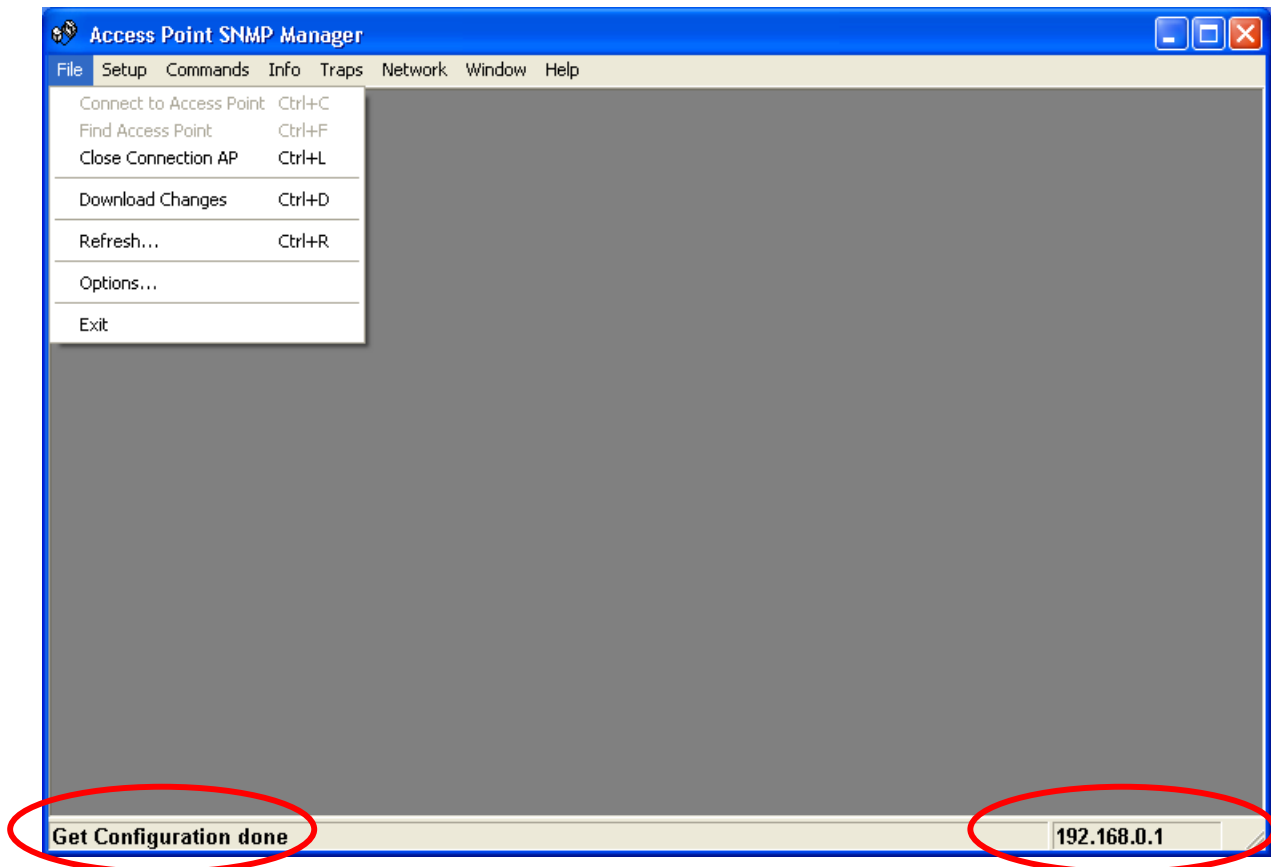 Access Point SNMP Manager
File Setup Commands Info Traps Network Window Help
Connect to Access Point Ctrl+C
Find Access Point Ctrl+F
Close Connection AP Ctrl+L
Download Changes Ctrl+D
Refresh... Ctrl+R
Options...
Exit
Get Configuration done 192.168.0.1